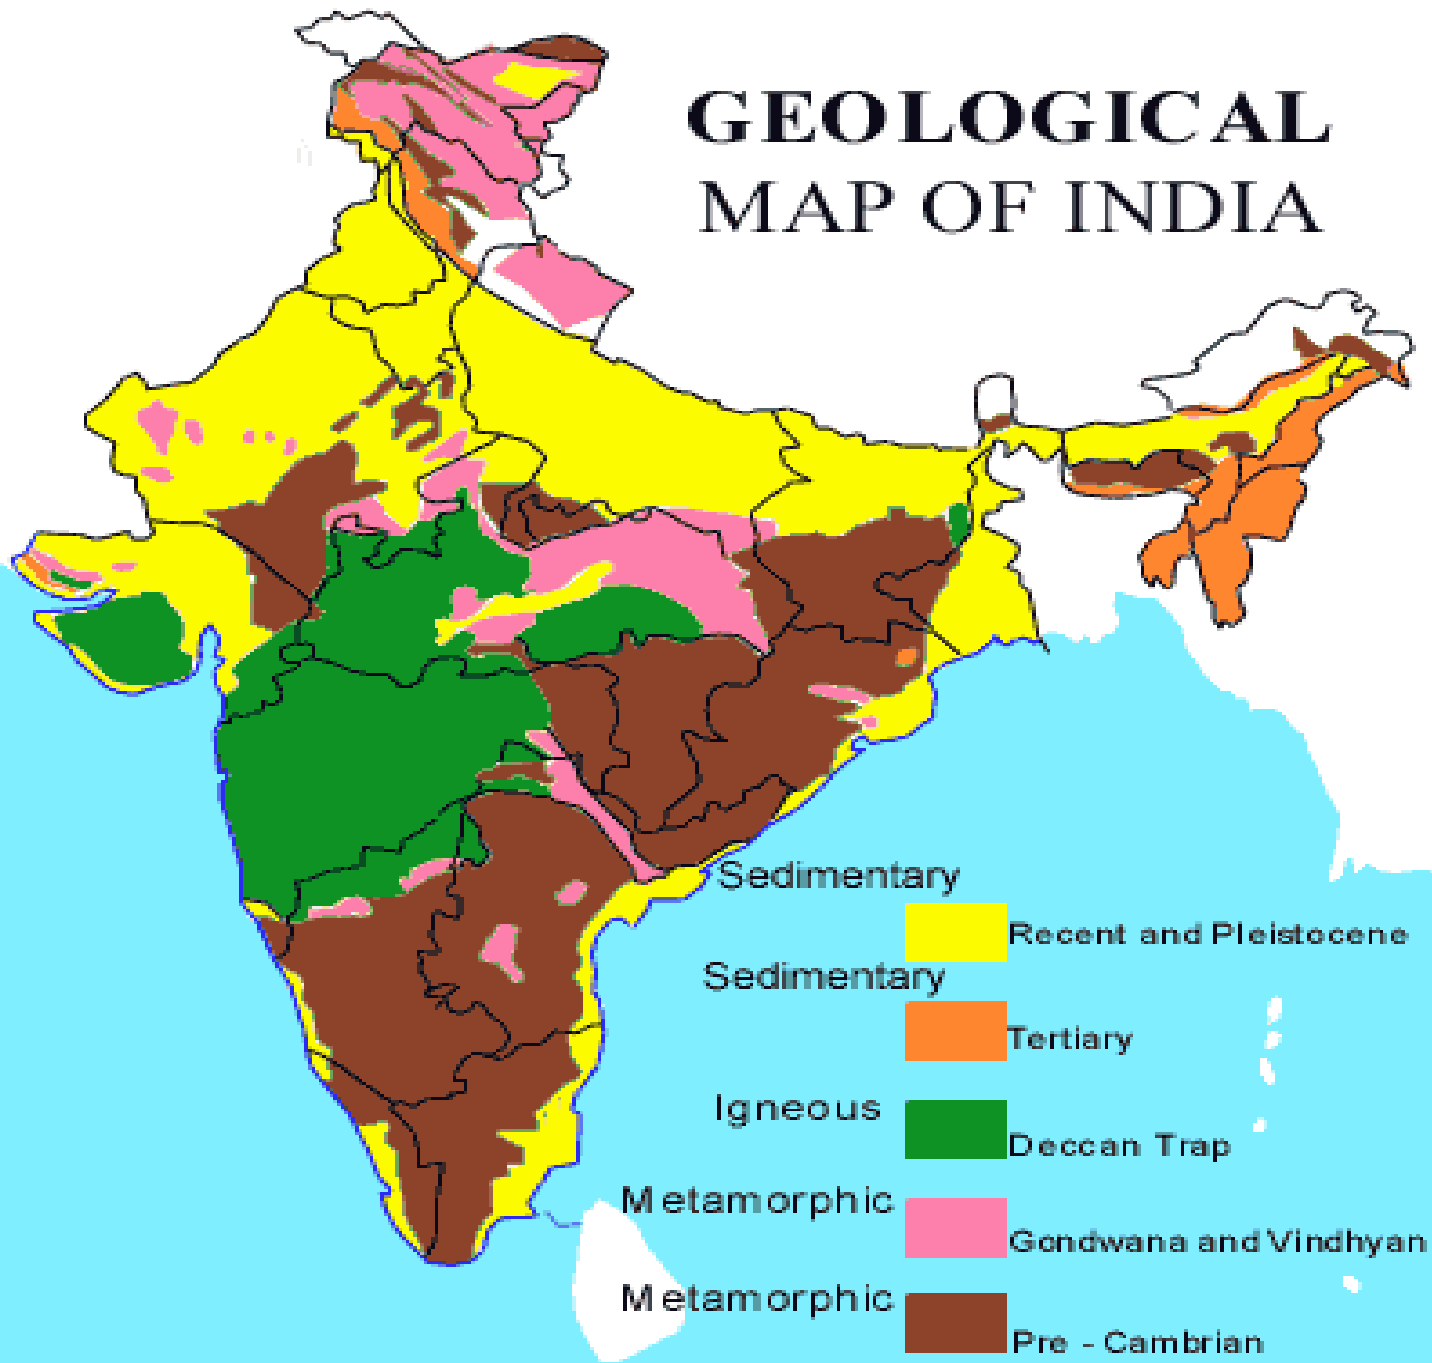 GEOLOGICAL
MAP OF INDIA
Sedimentary
Recent and Pleistocene
Sedimentary
Tertiary
Igneous
Deccan Trap
Metamorphic
Gondwana and Vindhyan
Metamorphic
Pre - Cambrian